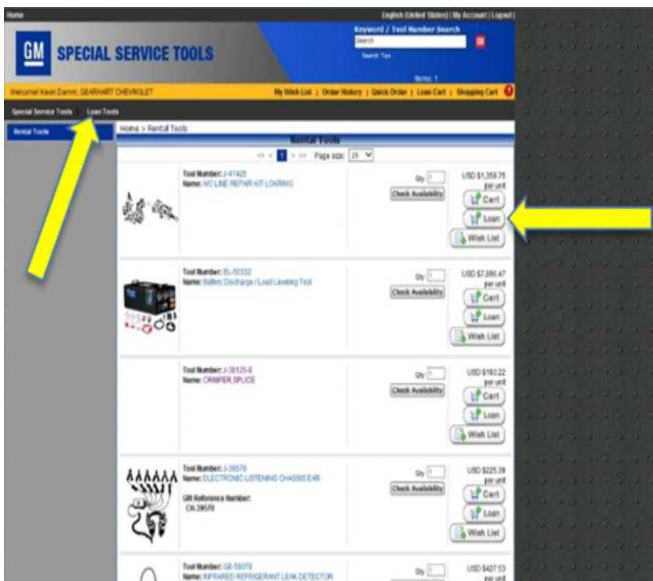 Home
English (United States) | My Account | Logout |
GM
SPECIAL SERVICE TOOLS
Keyword / Tool Number Search
Search
Search Tips
Items: 1
Welcome! Kevin Damm, GEARHART CHEVROLET
My Wish List | Order History | Quick Order | Loan Cart | Shopping Cart
Special Service Tools Loan Tools
Rental Tools
Home > Rental Tools
Rental Tools
<< < 1 > >> Page size: 25
Tool Number: J-41425
Name: A/C LINE REPAIR KIT LOKRING
Qty 1
Check Availability
USD $1,359.75
per unit
Cart
Loan
Wish List
Tool Number: EL-50332
Name: Battery Discharge / Load Leveling Tool
Qty 1
Check Availability
USD $7,895.47
per unit
Cart
Loan
Wish List
Tool Number: J-38125-8
Name: CRIMPER, SPLICE
Qty 1
Check Availability
USD $193.22
per unit
Cart
Loan
Wish List
Tool Number: J-39570
Name: ELECTRONIC LISTENING CHASSIS EAR
GM Reference Number:
CH-39570
Qty 1
Check Availability
USD $225.39
per unit
Cart
Loan
Wish List
Tool Number: GE-50078
Name: INFRARED REFRIGERANT LEAK DETECTOR
Qty 1
USD $427.53
per unit